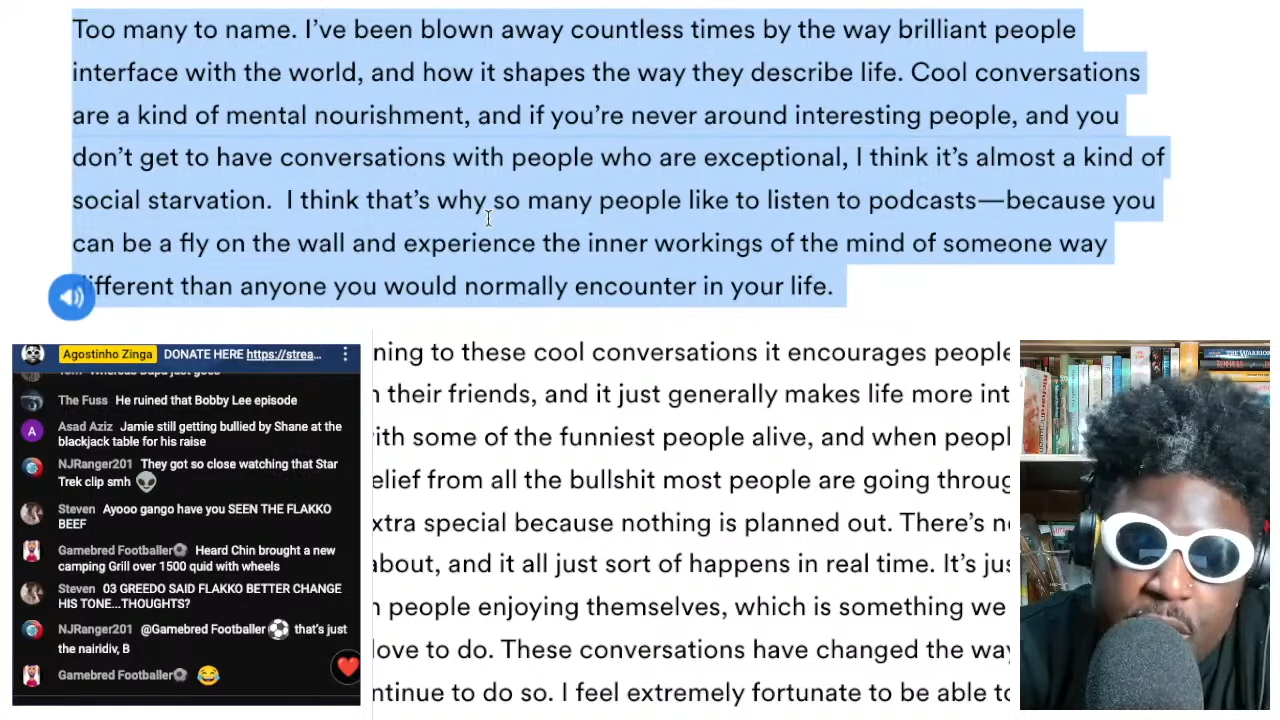 Too many to name. I’ve been blown away countless times by the way brilliant people
interface with the world, and how it shapes the way they describe life. Cool conversations
are a kind of mental nourishment, and if you’re never around interesting people, and you
don’t get to have conversations with people who are exceptional, I think it’s almost a kind of
social starvation.  I think that’s why so many people like to listen to podcasts—because you
can be a fly on the wall and experience the inner workings of the mind of someone way
different than anyone you would normally encounter in your life.
Agostinho Zinga DONATE HERE https://strea...
The Fuss He ruined that Bobby Lee episode
Asad Aziz Jamie still getting bullied by Shane at the
blackjack table for his raise
NJRanger201 They got so close watching that Star
Trek clip smh 👽
Steven Ayooo gango have you SEEN THE FLAKKO
BEEF
Gamebred Footballer⚽ Heard Chin brought a new
camping Grill over 1500 quid with wheels
Steven 03 GREEDO SAID FLAKKO BETTER CHANGE
HIS TONE...THOUGHTS?
NJRanger201 @Gamebred Footballer⚽ that’s just
the nairidiv, B
Gamebred Footballer⚽ 😂
ning to these cool conversations it encourages people
their friends, and it just generally makes life more int
ith some of the funniest people alive, and when peopl
elief from all the bullshit most people are going throug
xtra special because nothing is planned out. There’s n
about, and it all just sort of happens in real time. It’s jus
n people enjoying themselves, which is something we
love to do. These conversations have changed the way
ntinue to do so. I feel extremely fortunate to be able to
THE WARRIOR